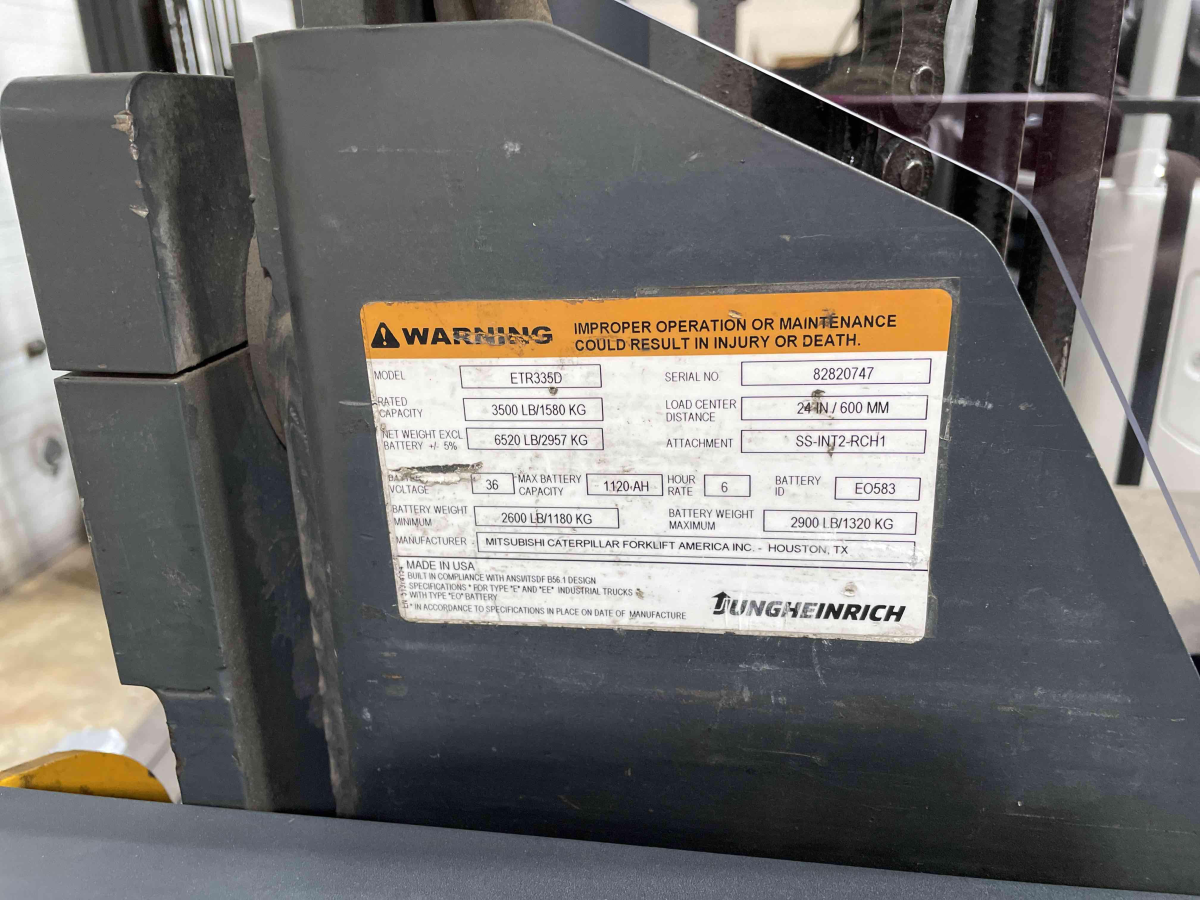 WARNING IMPROPER OPERATION OR MAINTENANCE
COULD RESULT IN INJURY OR DEATH.
MODEL ETR335D SERIAL NO 82820747
RATED CAPACITY 3500 LB/1580 KG LOAD CENTER DISTANCE 24 IN / 600 MM
NET WEIGHT EXCL BATTERY +/- 5% 6520 LB/2957 KG ATTACHMENT SS-INT2-RCH1
VOLTAGE 36 MAX BATTERY CAPACITY 1120 AH HOUR RATE 6 BATTERY ID EO583
BATTERY WEIGHT MINIMUM 2600 LB/1180 KG BATTERY WEIGHT MAXIMUM 2900 LB/1320 KG
MANUFACTURER - MITSUBISHI CATERPILLAR FORKLIFT AMERICA INC. - HOUSTON, TX
MADE IN USA
BUILT IN COMPLIANCE WITH ANSI/ITSDF B56.1 DESIGN
SPECIFICATIONS * FOR TYPE "E" AND "EE" INDUSTRIAL TRUCKS
WITH TYPE "EO" BATTERY.
* IN ACCORDANCE TO SPECIFICATIONS IN PLACE ON DATE OF MANUFACTURE
JUNGHEINRICH